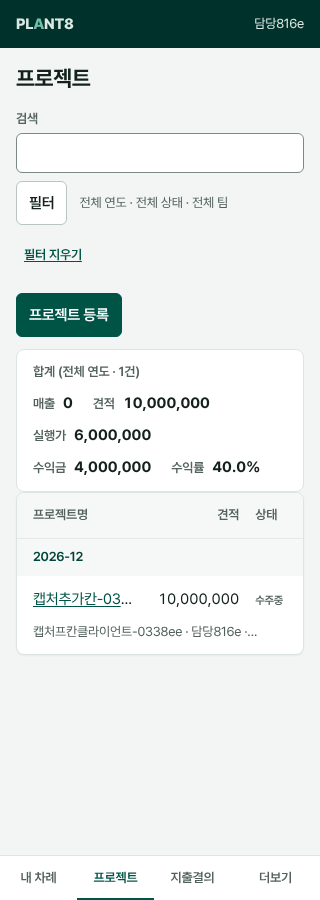 PLANT8 담당816e
프로젝트
검색
필터 전체 연도 · 전체 상태 · 전체 팀
필터 지우기
프로젝트 등록
합계 (전체 연도 · 1건)
매출 0 견적 10,000,000
실행가 6,000,000
수익금 4,000,000 수익률 40.0%
프로젝트명 견적 상태
2026-12
캡처추가칸-03... 10,000,000 수주중
캡처프칸클라이언트-0338ee · 담당816e ·...
내 차례 프로젝트 지출결의 더보기